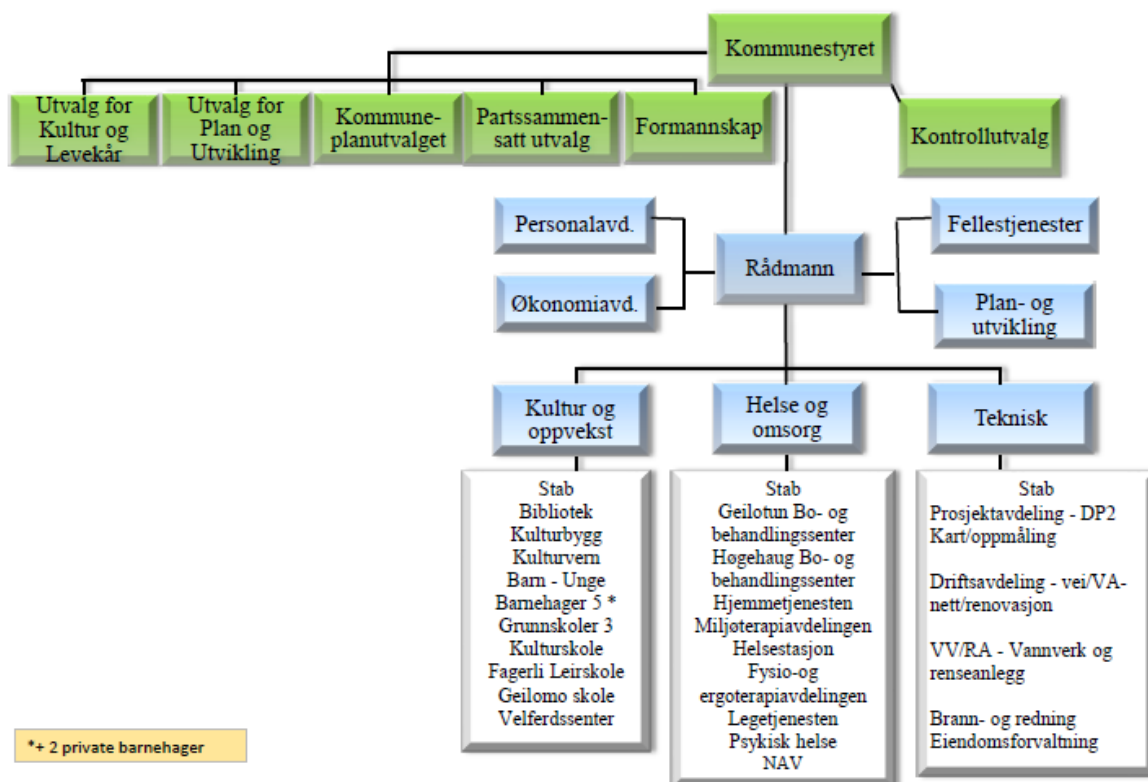 Kommunestyret
Utvalg for
Kultur og
Levekår
Utvalg for
Plan og
Utvikling
Kommune-
planutvalget
Partssammen-
satt utvalg
Formannskap
Kontrollutvalg
Personalavd.
Økonomiavd.
Rådmann
Fellestjenester
Plan- og
utvikling
Kultur og
oppvekst
Helse og
omsorg
Teknisk
Stab
Bibliotek
Kulturbygg
Kulturvern
Barn - Unge
Barnehager 5 *
Grunnskoler 3
Kulturskole
Fagerli Leirskole
Geilomo skole
Velferdssenter
Stab
Geilotun Bo- og
behandlingssenter
Høgehaug Bo- og
behandlingssenter
Hjemmetjenesten
Miljøterapiavdelingen
Helsestasjon
Fysio-og
ergoterapiavdelingen
Legetjenesten
Psykisk helse
NAV
Stab
Prosjektavdeling - DP2
Kart/oppmåling
Driftsavdeling - vei/VA-
nett/renovasjon
VV/RA - Vannverk og
renseanlegg
Brann- og redning
Eiendomsforvaltning
*+ 2 private barnehager